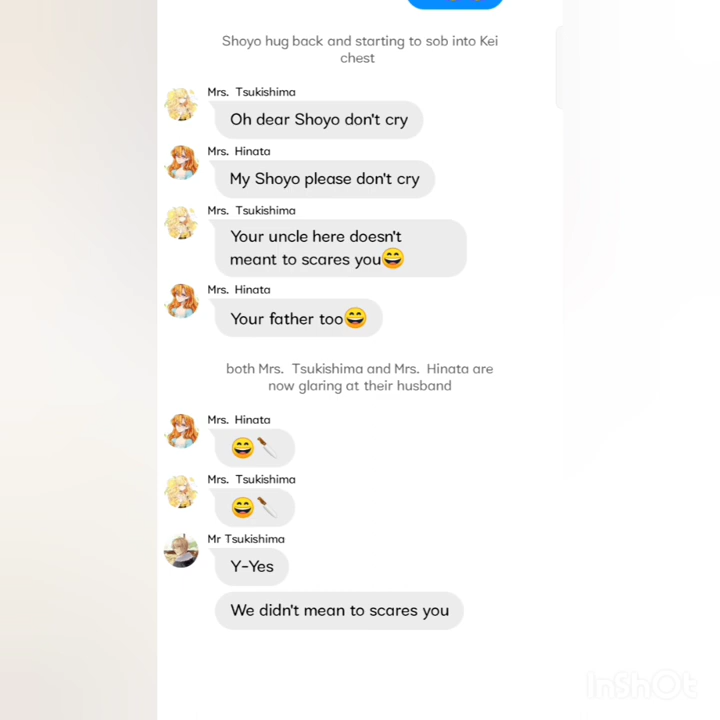 Shoyo hug back and starting to sob into Kei
chest
Mrs. Tsukishima
Oh dear Shoyo don't cry
Mrs. Hinata
My Shoyo please don't cry
Mrs. Tsukishima
Your uncle here doesn't
meant to scares you😄
Mrs. Hinata
Your father too😄
both Mrs. Tsukishima and Mrs. Hinata are
now glaring at their husband
Mrs. Hinata
😄🔪
Mrs. Tsukishima
😄🔪
Mr Tsukishima
Y-Yes
We didn't mean to scares you
InShOt